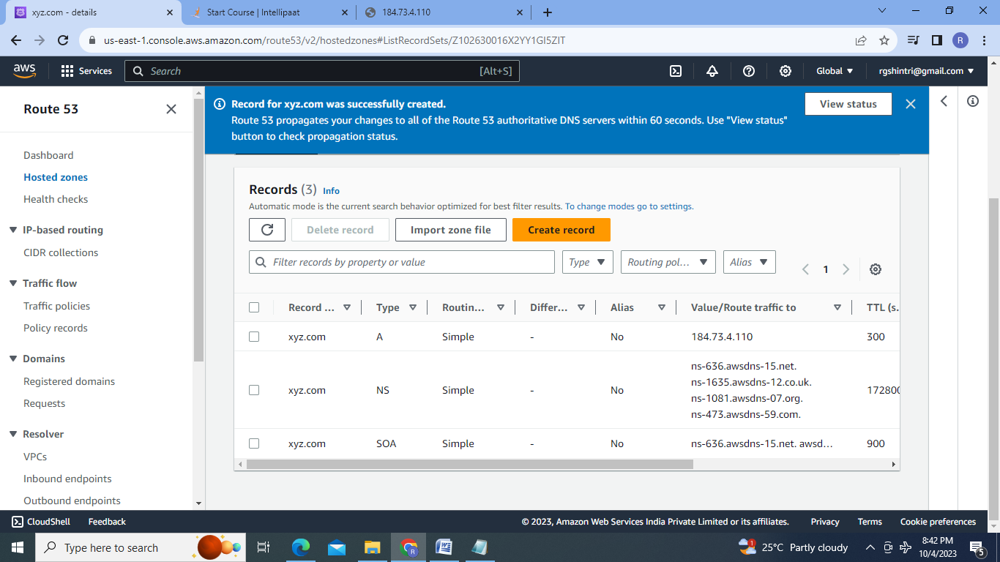 xyz.com - details
Start Course | Intellipaat
184.73.4.110
us-east-1.console.aws.amazon.com/route53/v2/hostedzones#ListRecordSets/Z102630016X2YY1GI5ZIT
R
aws
Services
Search
[Alt+S]
Global
rgshintri@gmail.com
Route 53
Dashboard
Hosted zones
Health checks
IP-based routing
CIDR collections
Traffic flow
Traffic policies
Policy records
Domains
Registered domains
Requests
Resolver
VPCs
Inbound endpoints
Outbound endpoints
Record for xyz.com was successfully created.
Route 53 propagates your changes to all of the Route 53 authoritative DNS servers within 60 seconds. Use "View status"
button to check propagation status.
View status
Records (3) Info
Automatic mode is the current search behavior optimized for best filter results. To change modes go to settings.
Delete record
Import zone file
Create record
Filter records by property or value
Type
Routing pol...
Alias
1
Record ... Type Routin... Differ... Alias Value/Route traffic to TTL (s.
xyz.com A Simple - No 184.73.4.110 300
xyz.com NS Simple - No ns-636.awsdns-15.net.
ns-1635.awsdns-12.co.uk.
ns-1081.awsdns-07.org.
ns-473.awsdns-59.com.
172800
xyz.com SOA Simple - No ns-636.awsdns-15.net. awsd... 900
CloudShell
Feedback
© 2023, Amazon Web Services India Private Limited or its affiliates.
Privacy
Terms
Cookie preferences
Type here to search
1
25°C Partly cloudy
8:42 PM
10/4/2023
5